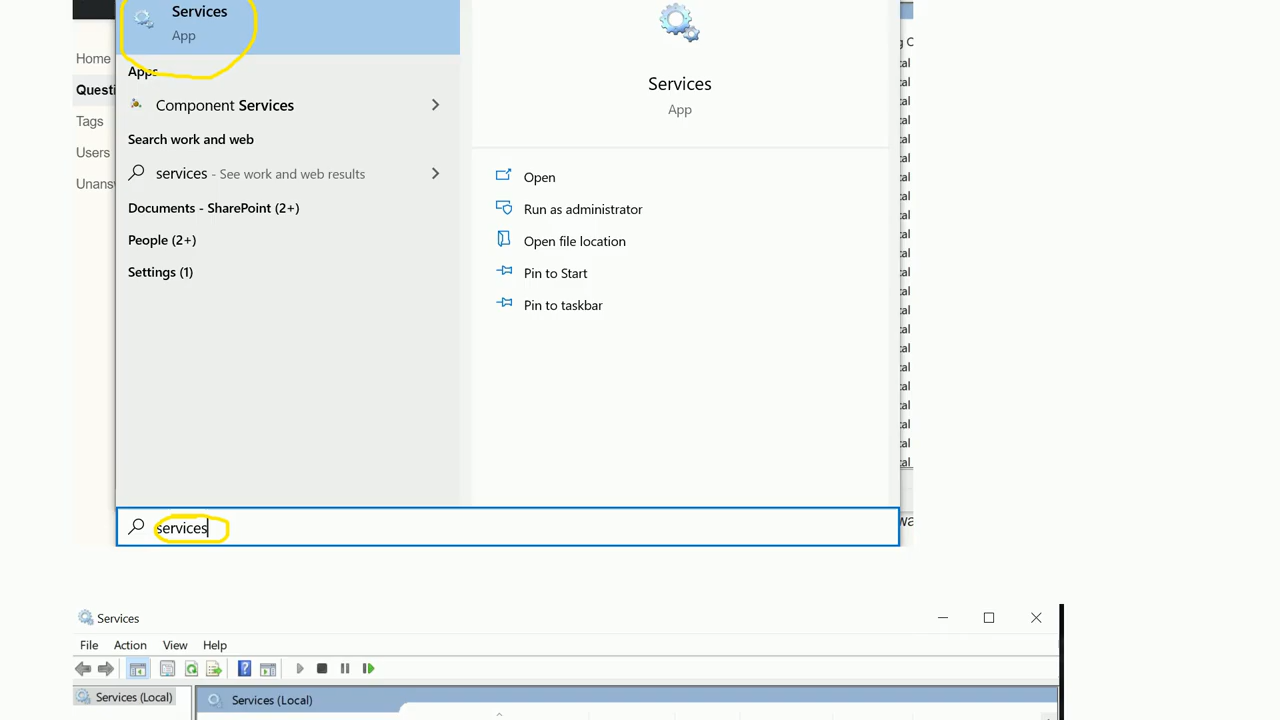 Services
App
Apps
Component Services
Search work and web
services - See work and web results
Documents - SharePoint (2+)
People (2+)
Settings (1)
Services
App
Open
Run as administrator
Open file location
Pin to Start
Pin to taskbar
services
Home
Questi
Tags
Users
Unans
Services
File Action View Help
Services (Local)
Services (Local)